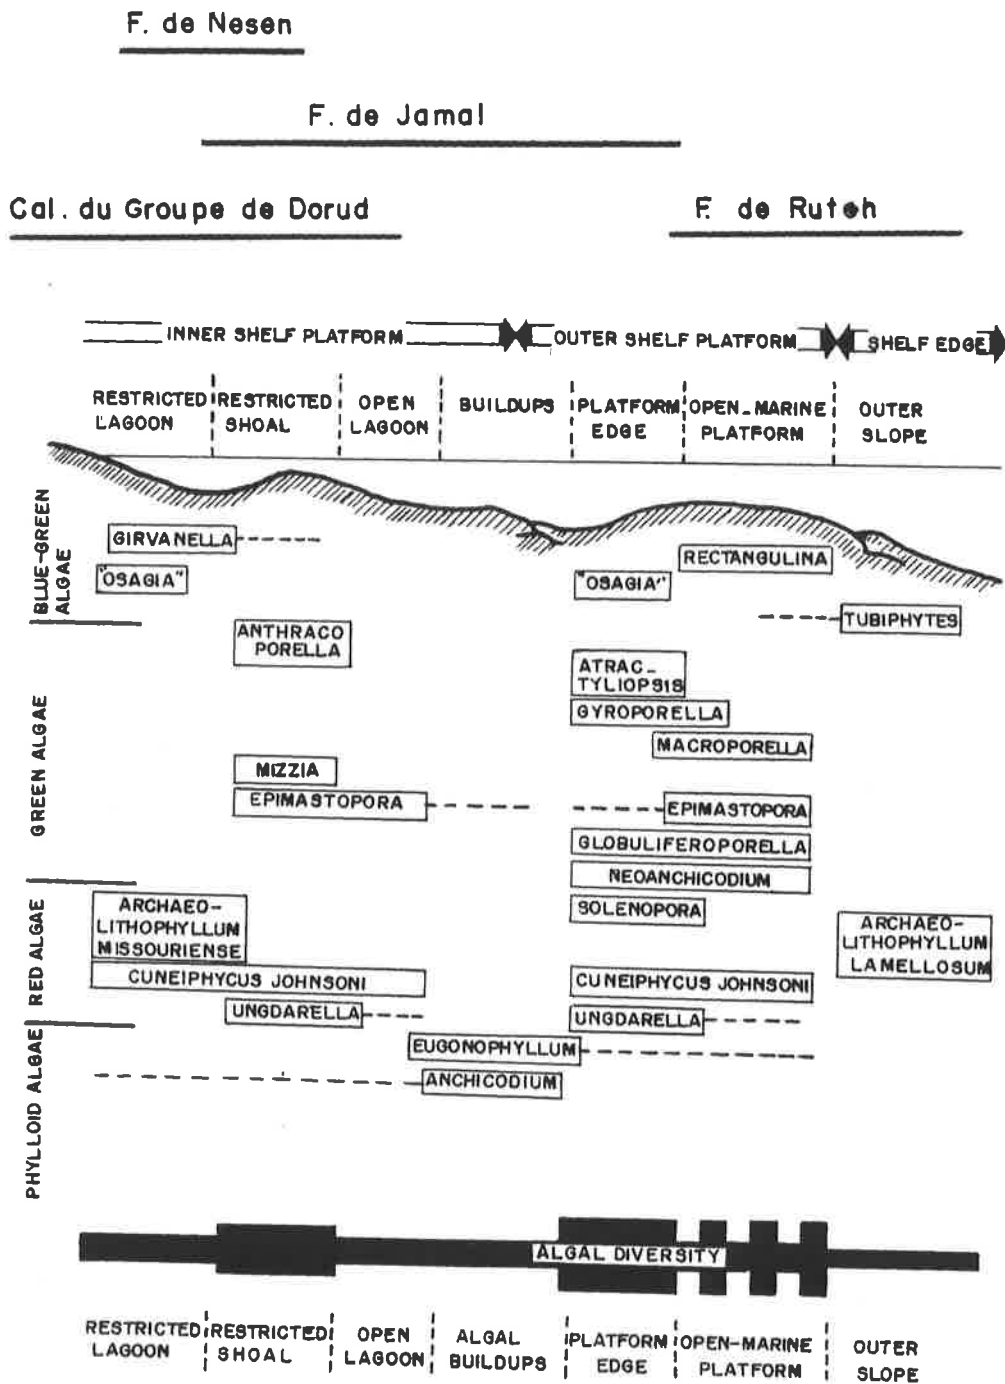 F. de Nesen
F. de Jamal
Cal. du Groupe de Dorud
F. de Ruteh
INNER SHELF PLATFORM
OUTER SHELF PLATFORM
SHELF EDGE
RESTRICTED
LAGOON
RESTRICTED
SHOAL
OPEN
LAGOON
BUILDUPS
PLATFORM
EDGE
OPEN-MARINE
PLATFORM
OUTER
SLOPE
BLUE-GREEN
ALGAE
GIRVANELLA
"OSAGIA"
RECTANGULINA
"OSAGIA"
TUBIPHYTES
GREEN ALGAE
ANTHRACO
PORELLA
ATRAC-
TYLIOPSIS
GYROPORELLA
MACROPORELLA
MIZZIA
EPIMASTOPORA
EPIMASTOPORA
GLOBULIFEROPORELLA
NEOANCHICODIUM
RED ALGAE
ARCHAEO-
LITHOPHYLLUM
MISSOURIENSE
SOLENOPORA
ARCHAEO-
LITHOPHYLLUM
LAMELLOSUM
CUNEIPHYCUS JOHNSONI
CUNEIPHYCUS JOHNSONI
UNGDARELLA
UNGDARELLA
PHYLLOID ALGAE
EUGONOPHYLLUM
ANCHICODIUM
ALGAL DIVERSITY
RESTRICTED
LAGOON
RESTRICTED
SHOAL
OPEN
LAGOON
ALGAL
BUILDUPS
PLATFORM
EDGE
OPEN-MARINE
PLATFORM
OUTER
SLOPE